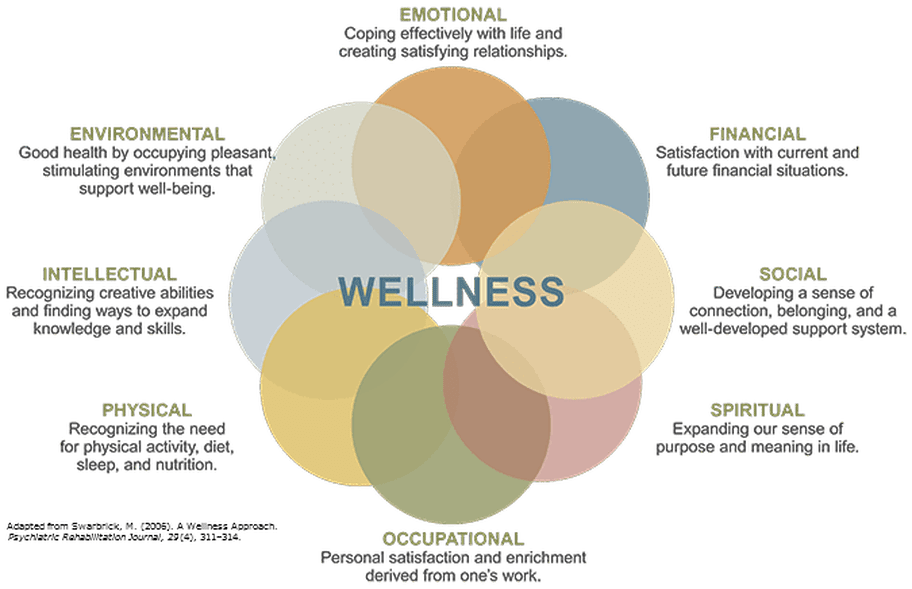 EMOTIONAL
Coping effectively with life and
creating satisfying relationships.
ENVIRONMENTAL
Good health by occupying pleasant,
stimulating environments that
support well-being.
FINANCIAL
Satisfaction with current and
future financial situations.
INTELLECTUAL
Recognizing creative abilities
and finding ways to expand
knowledge and skills.
WELLNESS
SOCIAL
Developing a sense of
connection, belonging, and a
well-developed support system.
PHYSICAL
Recognizing the need
for physical activity, diet,
sleep, and nutrition.
SPIRITUAL
Expanding our sense of
purpose and meaning in life.
Adapted from Swarbrick, M. (2006). A Wellness Approach.
Psychiatric Rehabilitation Journal, 29(4), 311–314.
OCCUPATIONAL
Personal satisfaction and enrichment
derived from one's work.